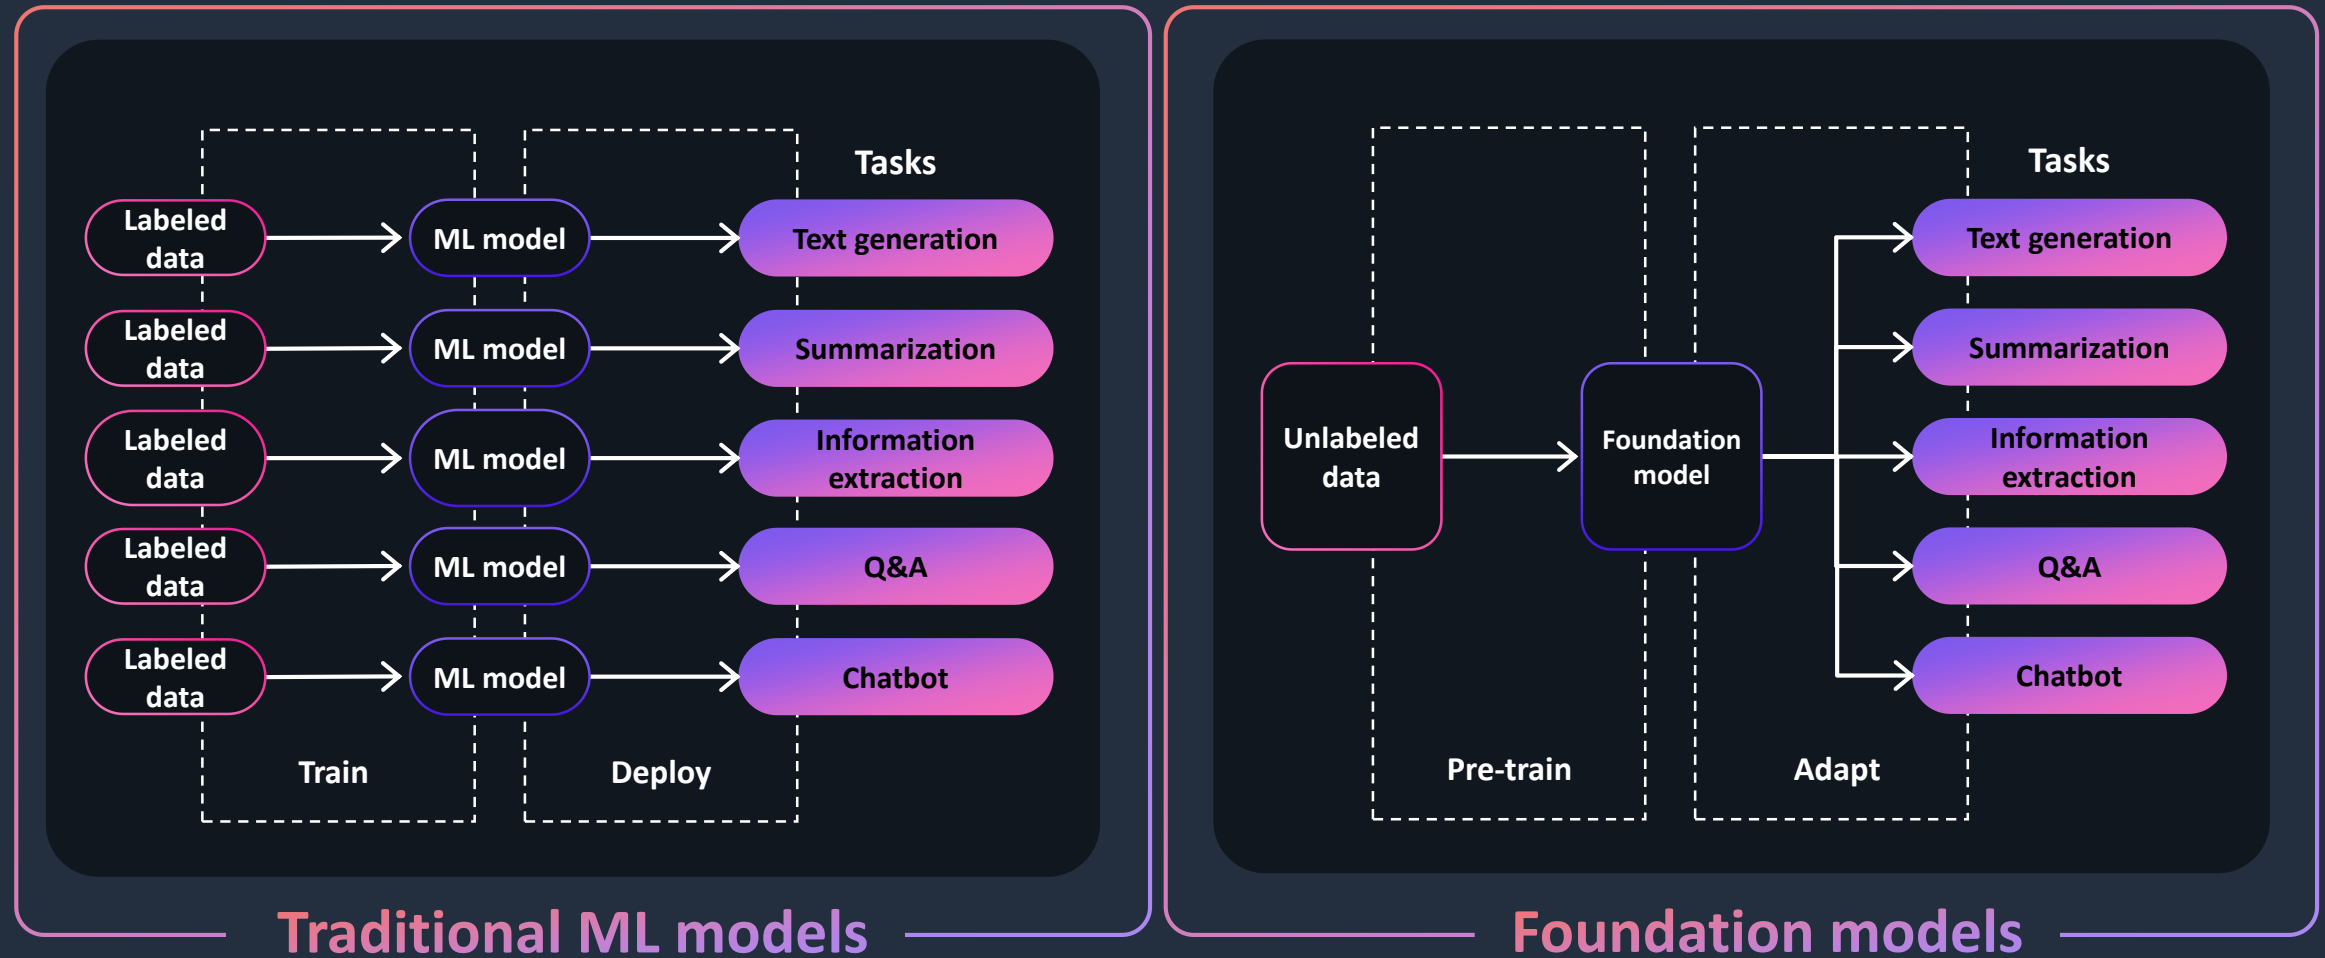 Tasks
Labeled
data
ML model
Text generation
Labeled
data
ML model
Summarization
Labeled
data
ML model
Information
extraction
Labeled
data
ML model
Q&A
Labeled
data
ML model
Chatbot
Train
Deploy
Traditional ML models
Tasks
Unlabeled
data
Foundation
model
Text generation
Summarization
Information
extraction
Q&A
Chatbot
Pre-train
Adapt
Foundation models